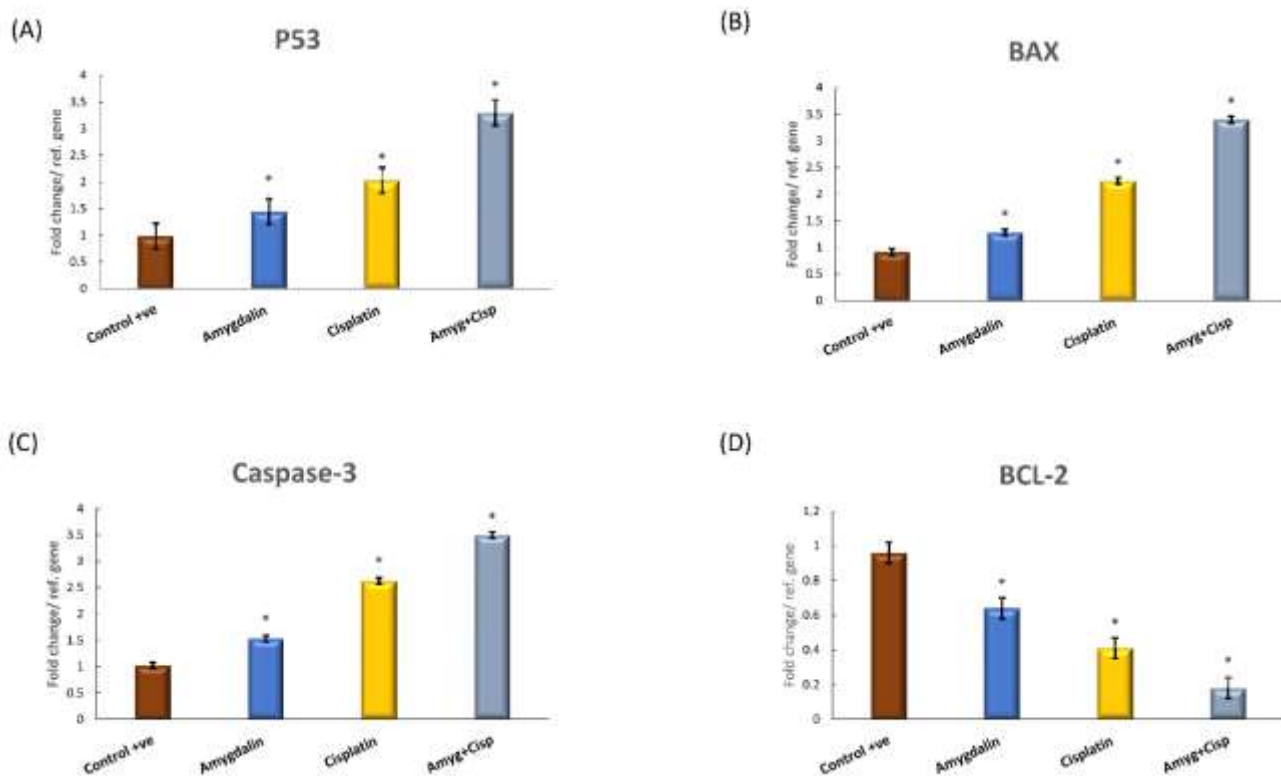 (A)
P53
Fold change/ ref. gene
4
3.5
3
2.5
2
1.5
1
0.5
0
*
*
*
Control +ve
Amygdalin
Cisplatin
Amyg+Cisp
(B)
BAX
Fold change/ ref. gene
4
3.5
3
2.5
2
1.5
1
0.5
0
*
*
*
Control +ve
Amygdalin
Cisplatin
Amyg+Cisp
(C)
Caspase-3
Fold change/ ref. gene
4
3.5
3
2.5
2
1.5
1
0.5
0
*
*
*
Control +ve
Amygdalin
Cisplatin
Amyg+Cisp
(D)
BCL-2
Fold change/ ref. gene
1.2
1
0.8
0.6
0.4
0.2
0
*
*
*
Control +ve
Amygdalin
Cisplatin
Amyg+Cisp